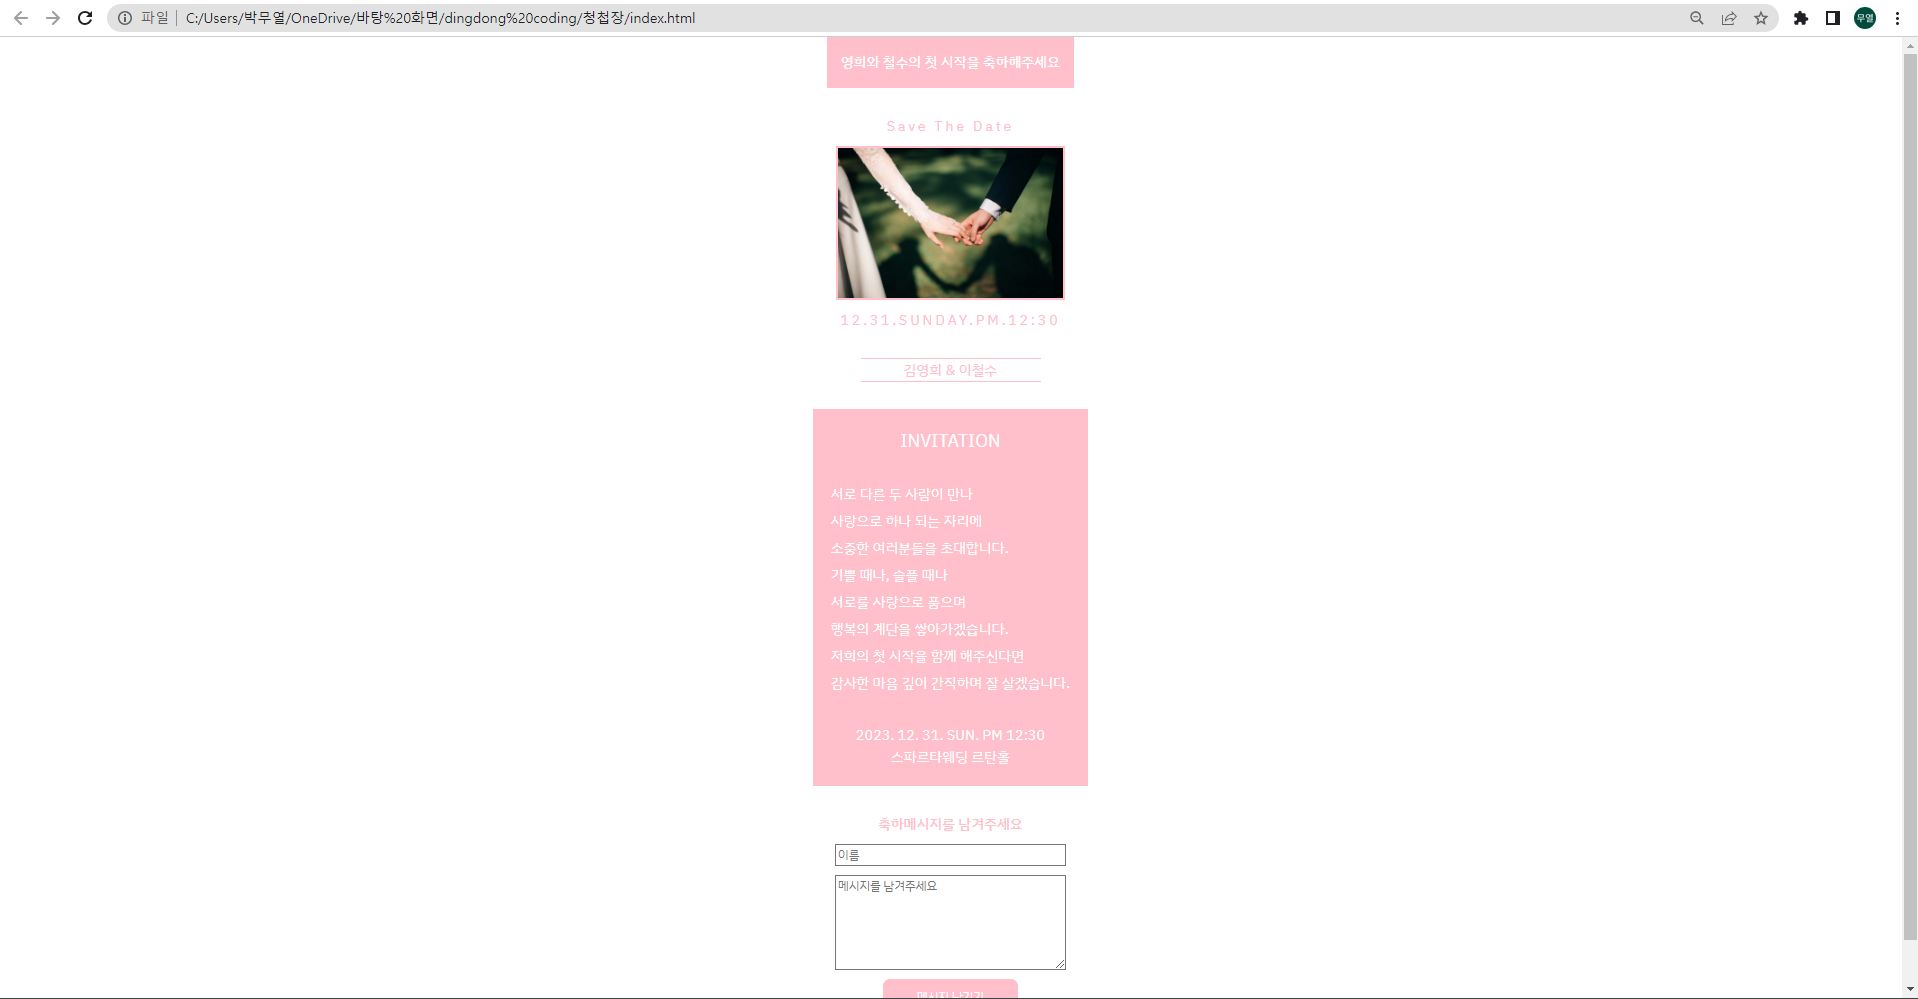 파일
C:/Users/박무열/OneDrive/바탕%20화면/dingdong%20coding/청첩장/index.html
무열
영희와 철수의 첫 시작을 축하해주세요
Save The Date
12.31.SUNDAY.PM.12:30
김영희 & 이철수
INVITATION
서로 다른 두 사람이 만나
사랑으로 하나 되는 자리에
소중한 여러분들을 초대합니다.
기쁠 때나, 슬플 때나
서로를 사랑으로 품으며
행복의 계단을 쌓아가겠습니다.
저희의 첫 시작을 함께 해주신다면
감사한 마음 깊이 간직하며 잘 살겠습니다.
2023. 12. 31. SUN. PM 12:30
스파르타웨딩 르탄홀
축하메시지를 남겨주세요
이름
메시지를 남겨주세요
메시지 남기기